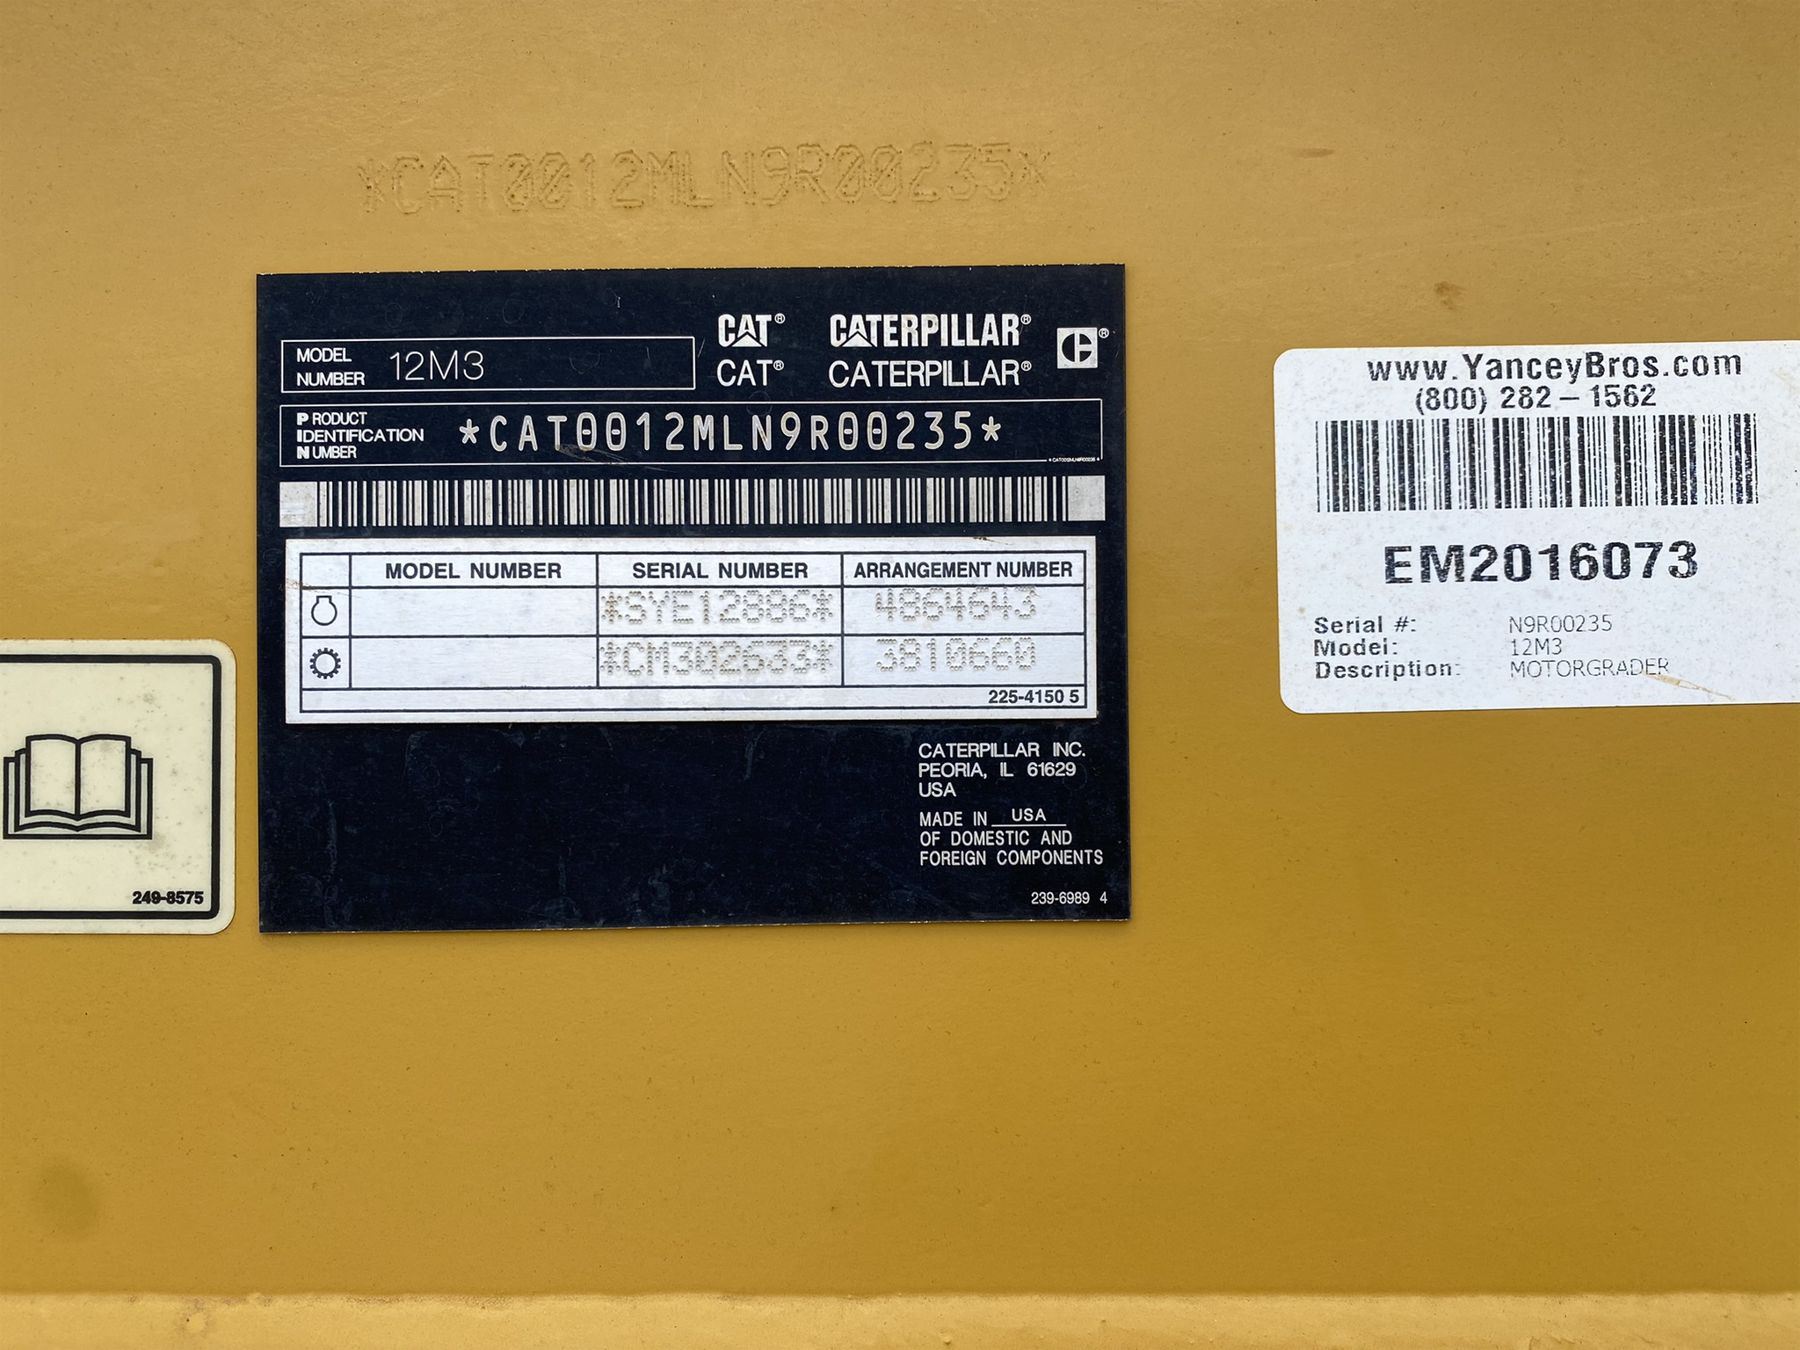 *CAT0012MLN9R00235*
CAT® CATERPILLAR® ®
MODEL NUMBER 12M3
CAT® CATERPILLAR®
PRODUCT IDENTIFICATION NUMBER *CAT0012MLN9R00235*
MODEL NUMBER SERIAL NUMBER ARRANGEMENT NUMBER
*SYE12886* 4864643
*CM302633* 3810660
225-4150 5
CATERPILLAR INC.
PEORIA, IL 61629
USA
MADE IN USA
OF DOMESTIC AND
FOREIGN COMPONENTS
239-6989 4
www.YanceyBros.com
(800) 282-1562
EM2016073
Serial #: N9R00235
Model: 12M3
Description: MOTORGRADER
249-8575